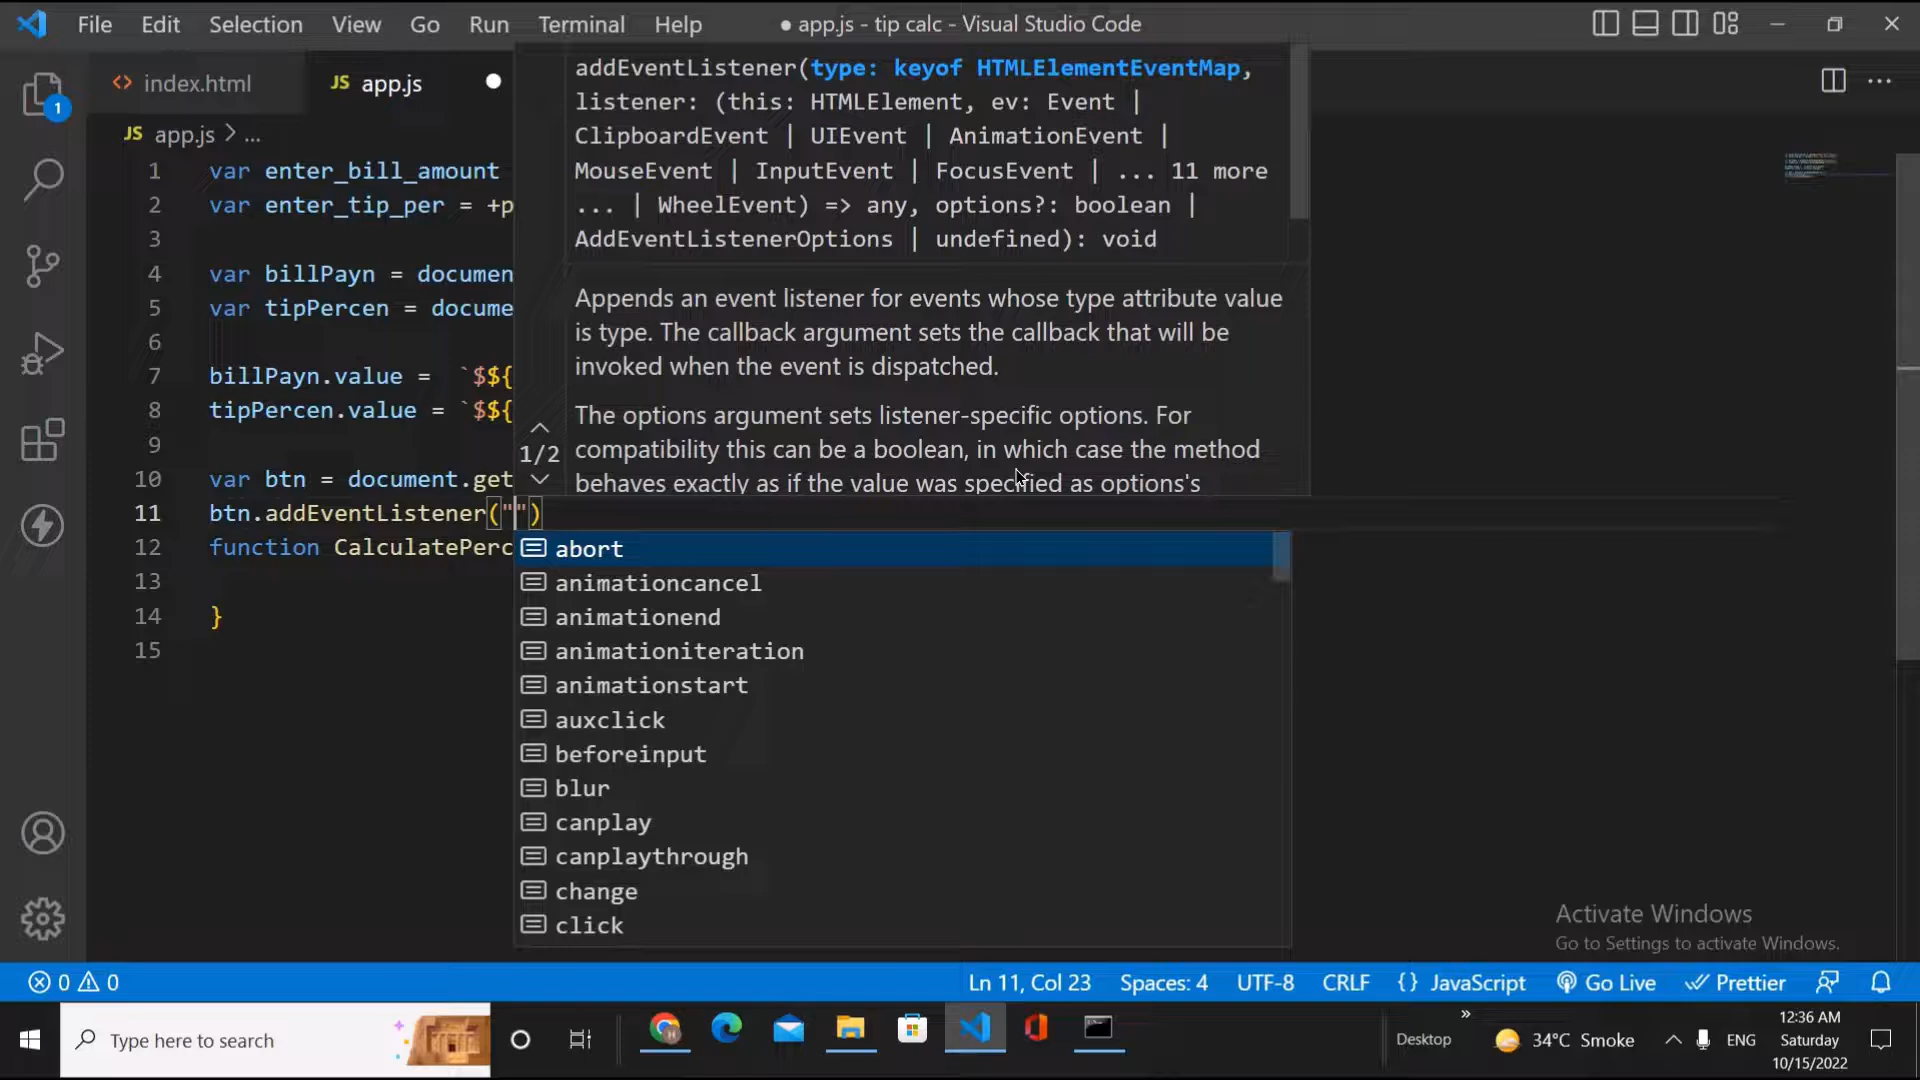 File Edit Selection View Go Run Terminal Help ● app.js - tip calc - Visual Studio Code
<> index.html JS app.js ●
JS app.js > ...
1 var enter_bill_amount
2 var enter_tip_per = +p
3
4 var billPayn = documen
5 var tipPercen = docume
6
7 billPayn.value = `$${
8 tipPercen.value = `$${
9
10 var btn = document.get
11 btn.addEventListener("")
12 function CalculatePerc
13
14 }
15
addEventListener(type: keyof HTMLElementEventMap,
listener: (this: HTMLElement, ev: Event |
ClipboardEvent | UIEvent | AnimationEvent |
MouseEvent | InputEvent | FocusEvent | ... 11 more
... | WheelEvent) => any, options?: boolean |
AddEventListenerOptions | undefined): void
Appends an event listener for events whose type attribute value
is type. The callback argument sets the callback that will be
invoked when the event is dispatched.
The options argument sets listener-specific options. For
compatibility this can be a boolean, in which case the method
behaves exactly as if the value was specified as options's
1/2
abort
animationcancel
animationend
animationiteration
animationstart
auxclick
beforeinput
blur
canplay
canplaythrough
change
click
1
Activate Windows
Go to Settings to activate Windows.
0 0 Ln 11, Col 23 Spaces: 4 UTF-8 CRLF {} JavaScript Go Live Prettier
Type here to search Desktop » 34°C Smoke ENG
12:36 AM
Saturday
10/15/2022